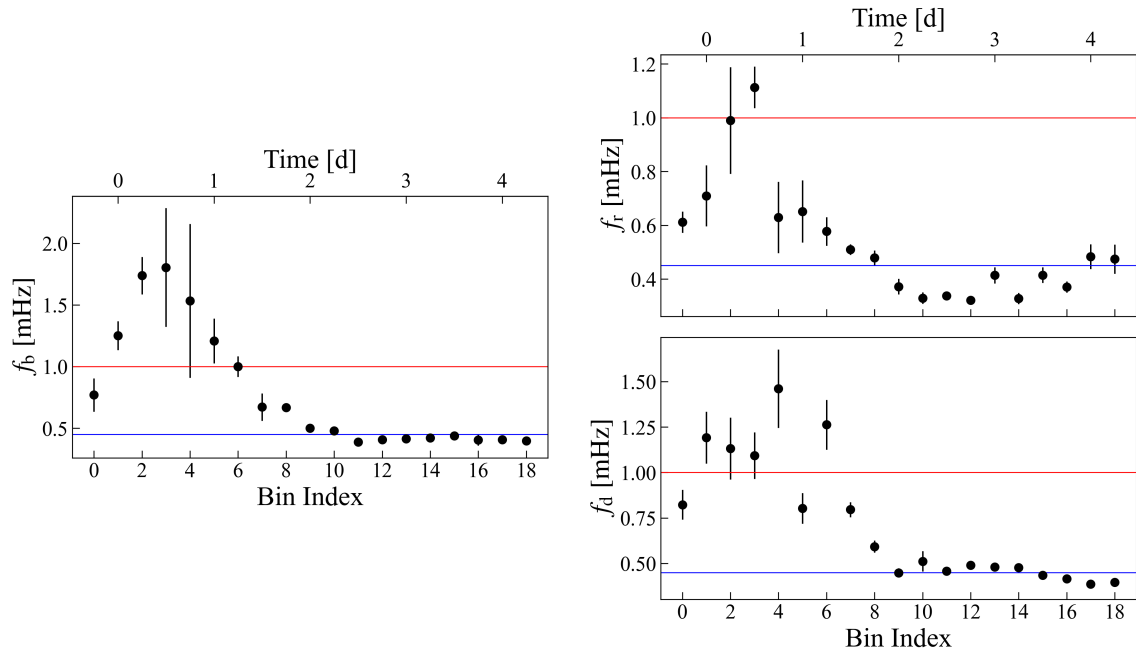 Time [d]
0 1 2 3 4
f_b [mHz]
2.0
1.5
1.0
0.5
0 2 4 6 8 10 12 14 16 18
Bin Index
Time [d]
0 1 2 3 4
f_r [mHz]
1.2
1.0
0.8
0.6
0.4
f_d [mHz]
1.50
1.25
1.00
0.75
0.50
0 2 4 6 8 10 12 14 16 18
Bin Index